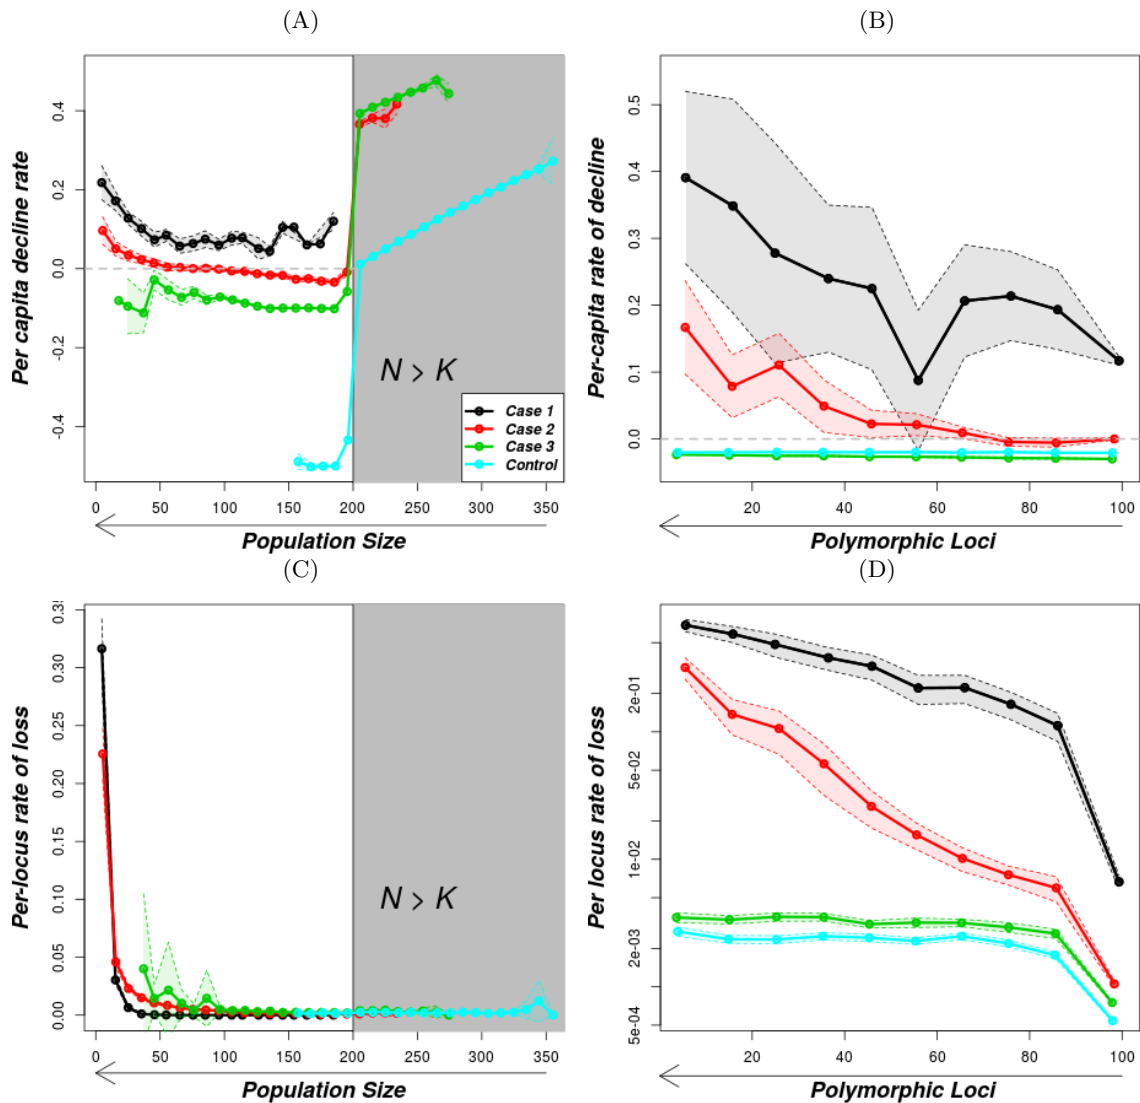 (A)
Per capita decline rate
0.4
0.2
0.0
-0.2
-0.4
N > K
Case 1
Case 2
Case 3
Control
0 50 100 150 200 250 300 350
Population Size
(B)
Per-capita rate of decline
0.5
0.4
0.3
0.2
0.1
0.0
20 40 60 80 100
Polymorphic Loci
(C)
Per-locus rate of loss
0.35
0.30
0.25
0.20
0.15
0.10
0.05
0.00
N > K
0 50 100 150 200 250 300 350
Population Size
(D)
Per locus rate of loss
2e-01
5e-02
1e-02
2e-03
5e-04
20 40 60 80 100
Polymorphic Loci